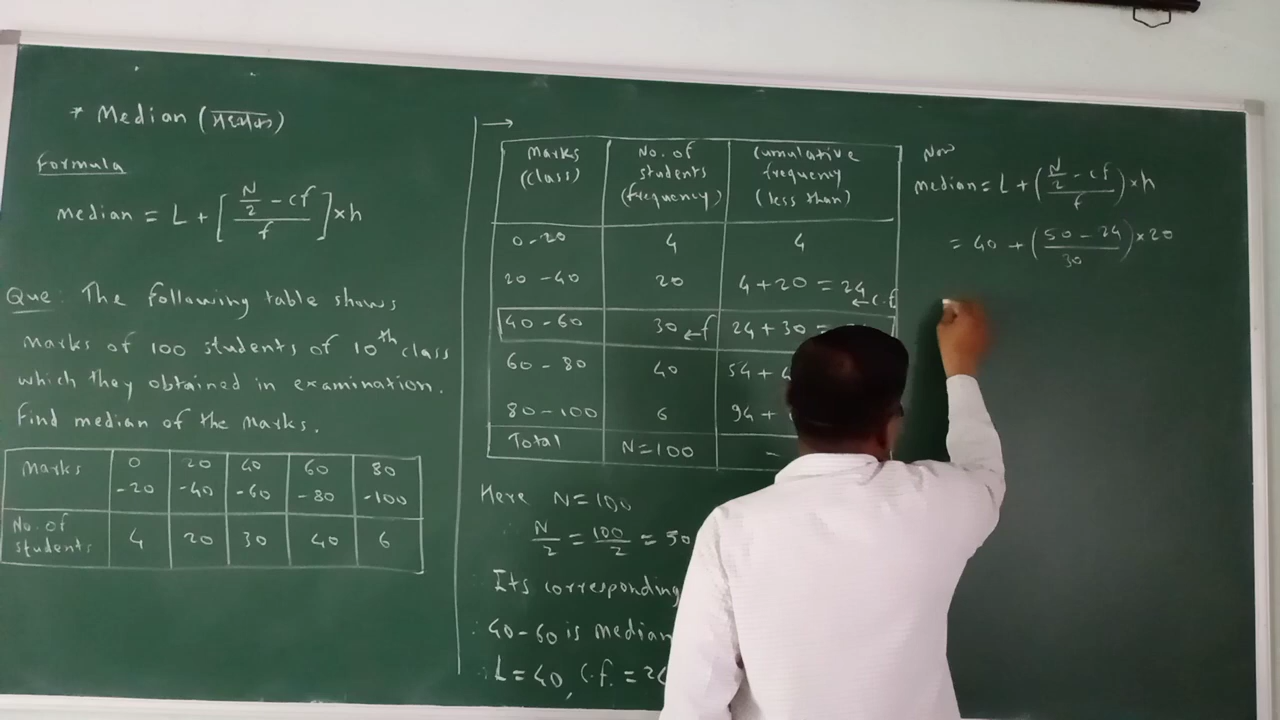 * Median (मध्यक)
Formula
median = L + [(N/2 - cf)/f] × h
Que: The following table shows
marks of 100 students of 10th class
which they obtained in examination.
Find median of the Marks.
Marks 0-20 20-40 40-60 60-80 80-100
No. of students 4 20 30 40 6
→
Marks (class) No. of students (frequency) Cumulative frequency (less than)
0-20 4 4
20-40 20 4+20=24 ←c.f
40-60 30 ←f 24+30=
60-80 40 54+
80-100 6 94+
Total N=100 -
Here N=100
∴ N/2 = 100/2 = 50
Its corresponding
∴ 40-60 is median
∴ L=40, c.f. = 24
Now
median = L + ((N/2 - cf)/f) × h
= 40 + ((50-24)/30) × 20